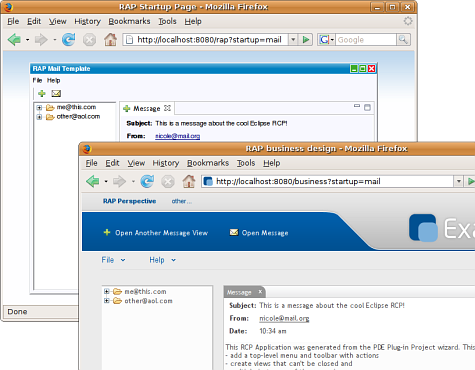 RAP Startup Page - Mozilla Firefox
File Edit View History Bookmarks Tools Help
http://localhost:8080/rap?startup=mail
Google
RAP Mail Template
File Help
me@this.com
other@aol.com
Message
Subject: This is a message about the cool Eclipse RCP!
From: nicole@mail.org
Done
RAP business design - Mozilla Firefox
File Edit View History Bookmarks Tools Help
http://localhost:8080/business?startup=mail
RAP Perspective other...
Open Another Message View Open Message
Exa
File Help
me@this.com
other@aol.com
Message
Subject: This is a message about the cool Eclipse RCP!
From: nicole@mail.org
Date: 10:34 am
This RCP Application was generated from the PDE Plug-in Project wizard. This
- add a top-level menu and toolbar with actions
- create views that can't be closed and